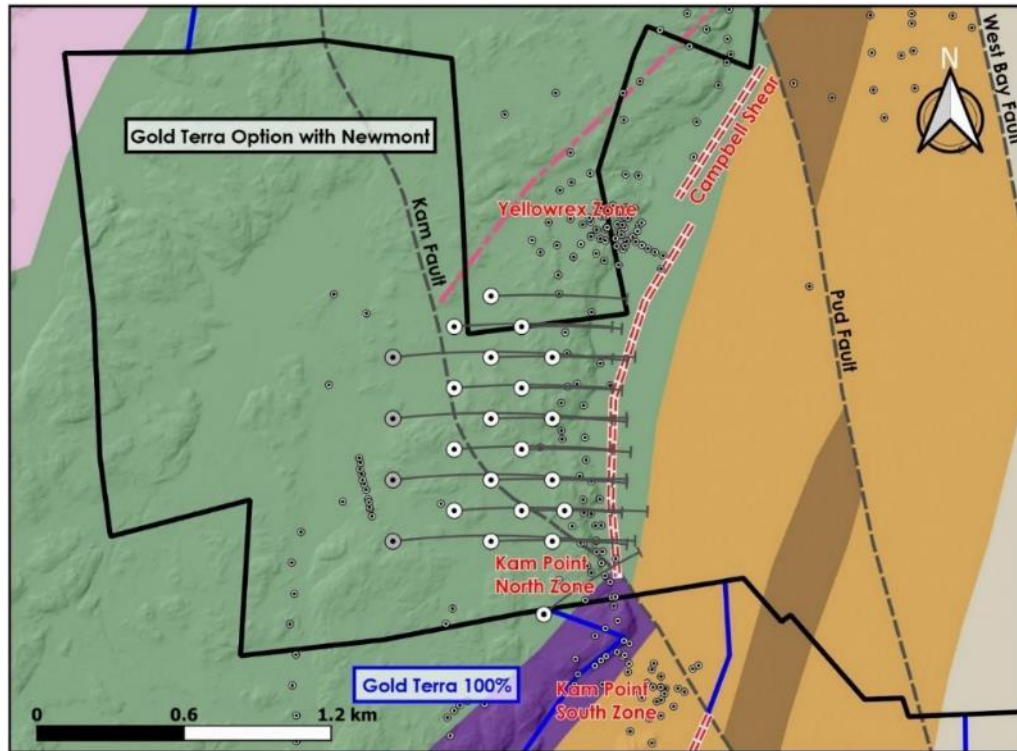 West Bay Fault
N
Gold Terra Option with Newmont
Campbell Shear
Yellowrex Zone
Kam Fault
Pud Fault
Kam Point
North Zone
Gold Terra 100%
Kam Point
South Zone
0 0.6 1.2 km